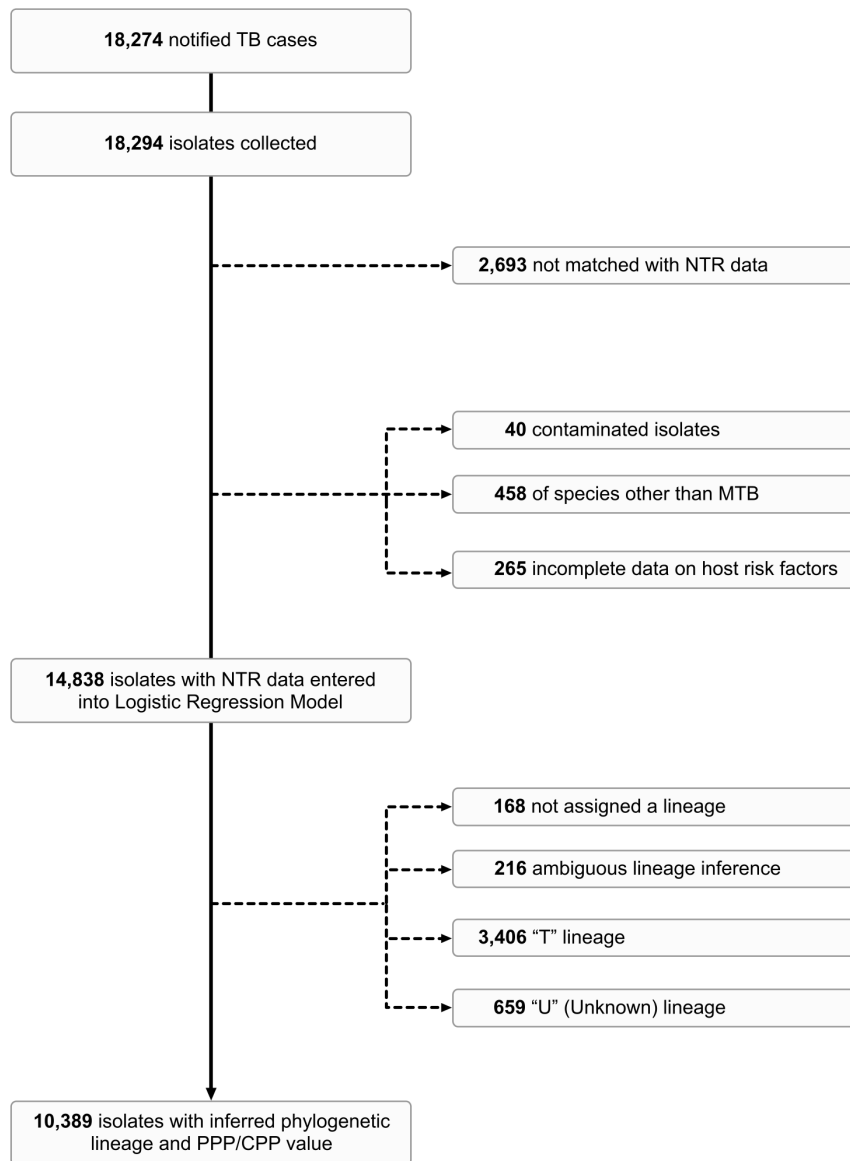 18,274 notified TB cases
18,294 isolates collected
2,693 not matched with NTR data
40 contaminated isolates
458 of species other than MTB
265 incomplete data on host risk factors
14,838 isolates with NTR data entered
into Logistic Regression Model
168 not assigned a lineage
216 ambiguous lineage inference
3,406 “T” lineage
659 “U” (Unknown) lineage
10,389 isolates with inferred phylogenetic
lineage and PPP/CPP value